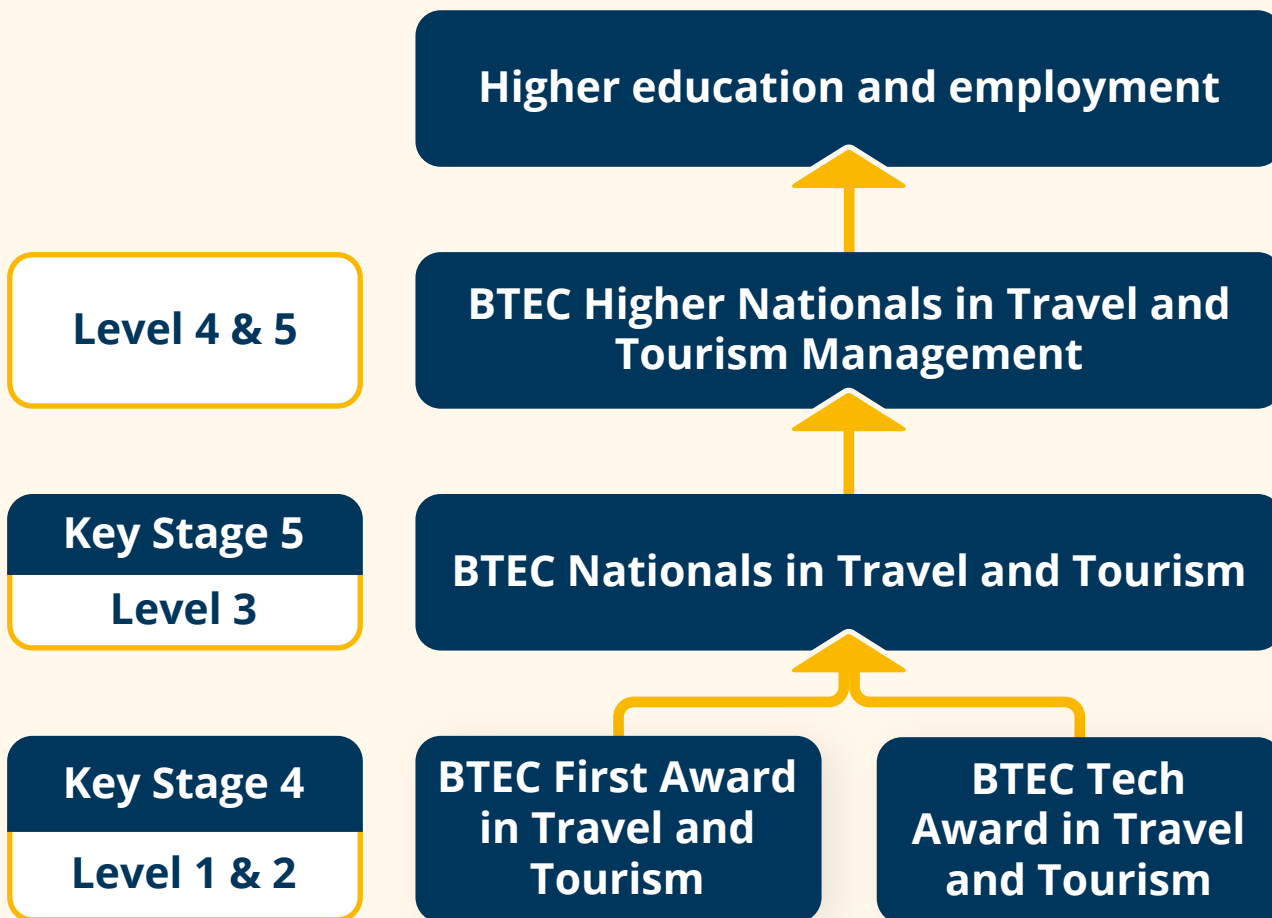 Higher education and employment
Level 4 & 5
BTEC Higher Nationals in Travel and
Tourism Management
Key Stage 5
Level 3
BTEC Nationals in Travel and Tourism
Key Stage 4
Level 1 & 2
BTEC First Award
in Travel and
Tourism
BTEC Tech
Award in Travel
and Tourism